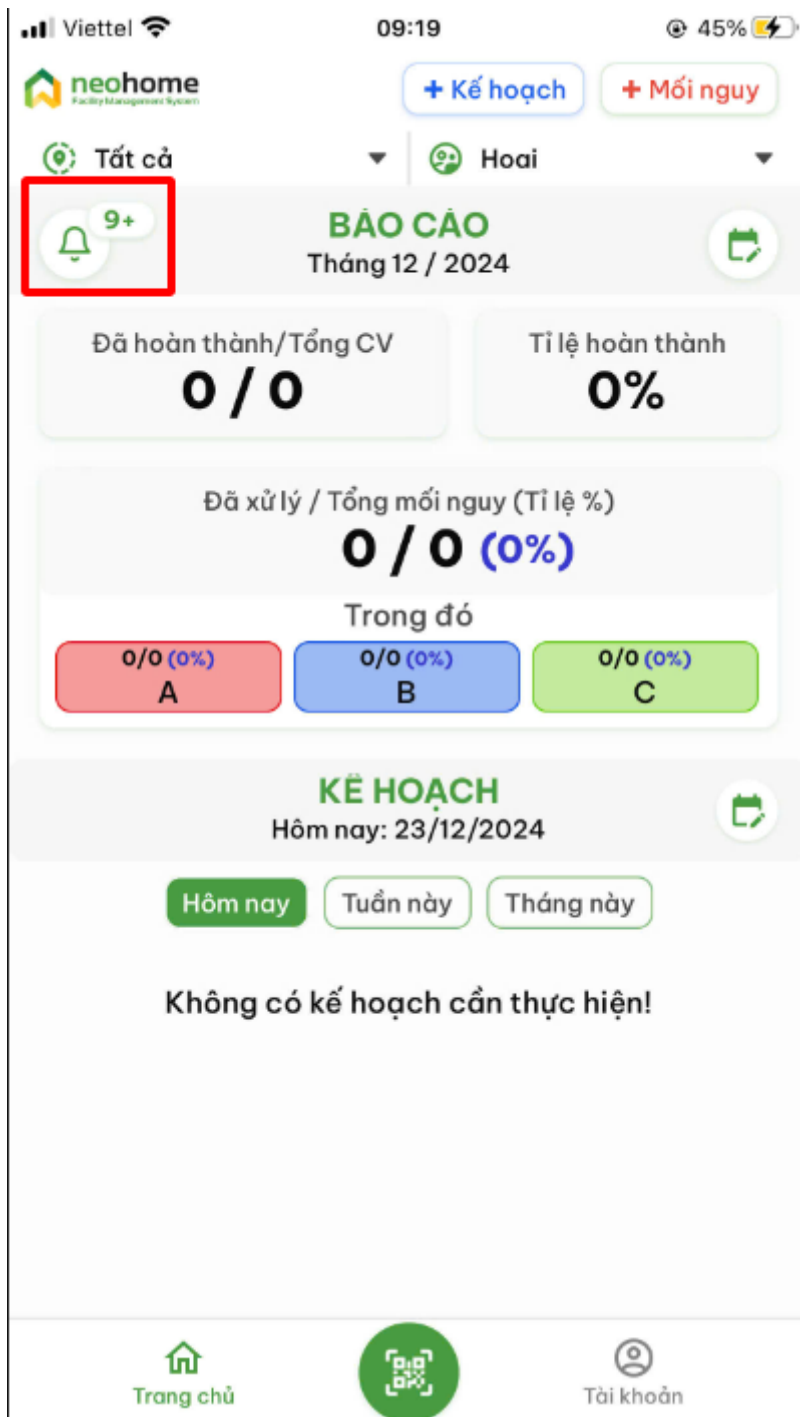 Viettel 09:19 45%
neohome + Kế hoạch + Mối nguy
Facility Management System
Tất cả Hoai
9+ BÁO CÁO
Tháng 12 / 2024
Đã hoàn thành/Tổng CV Tỉ lệ hoàn thành
0 / 0 0%
Đã xử lý / Tổng mối nguy (Tỉ lệ %)
0 / 0 (0%)
Trong đó
0/0 (0%) 0/0 (0%) 0/0 (0%)
A B C
KẾ HOẠCH
Hôm nay: 23/12/2024
Hôm nay Tuần này Tháng này
Không có kế hoạch cần thực hiện!
Trang chủ Tài khoản